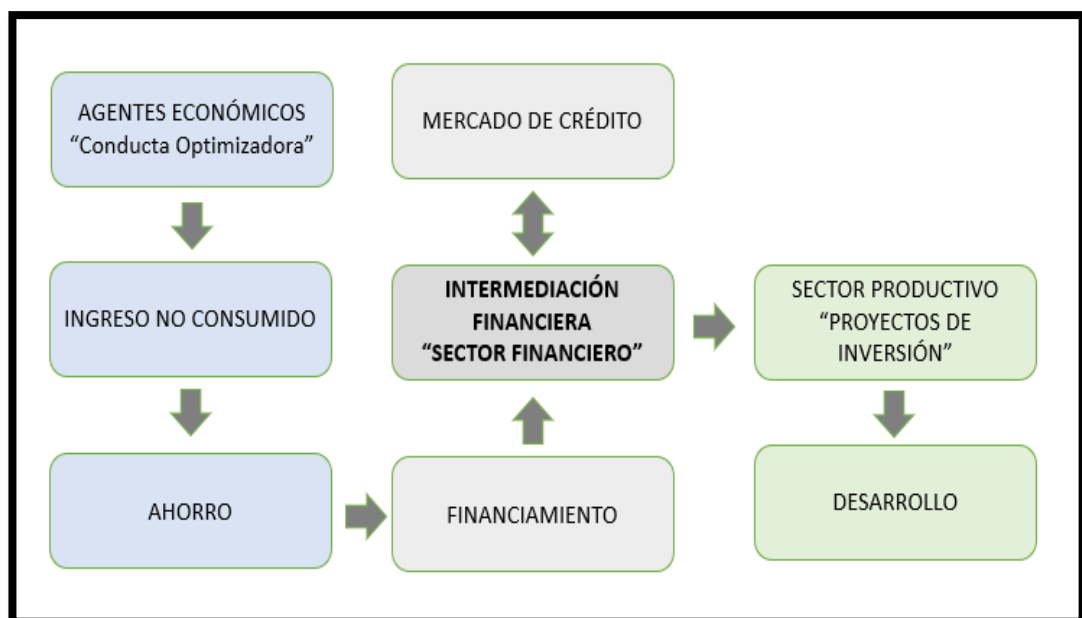 AGENTES ECONÓMICOS
“Conducta Optimizadora”
INGRESO NO CONSUMIDO
AHORRO
MERCADO DE CRÉDITO
INTERMEDIACIÓN
FINANCIERA
“SECTOR FINANCIERO”
FINANCIAMIENTO
SECTOR PRODUCTIVO
“PROYECTOS DE
INVERSIÓN”
DESARROLLO